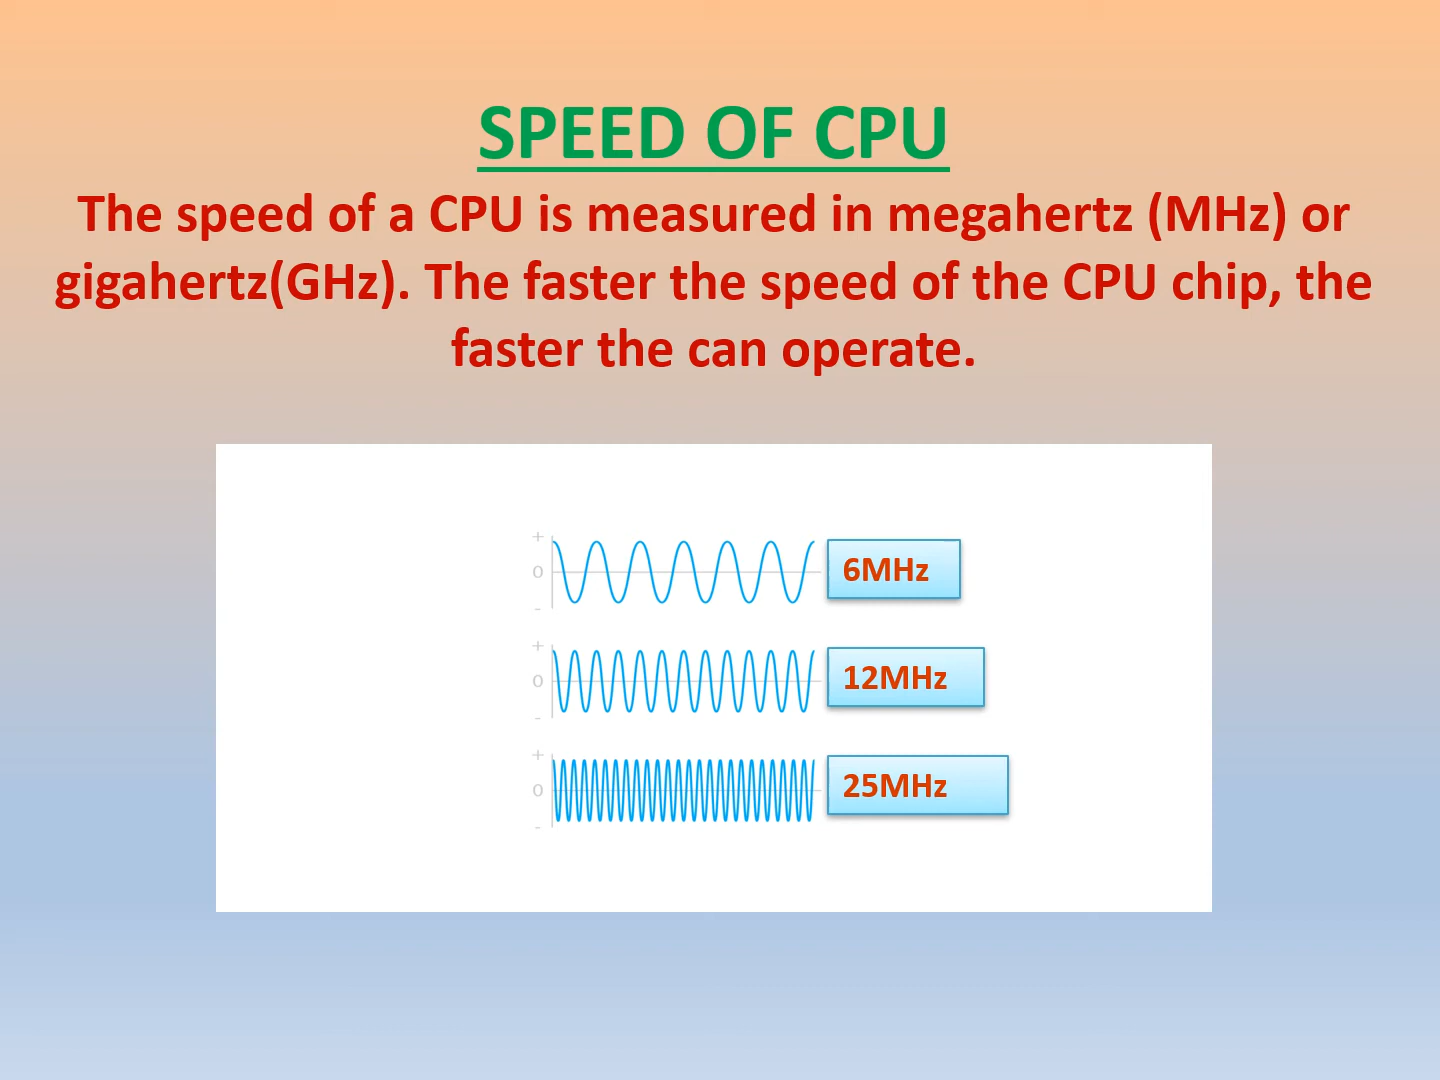 SPEED OF CPU
The speed of a CPU is measured in megahertz (MHz) or
gigahertz(GHz). The faster the speed of the CPU chip, the
faster the can operate.
+
0
-
6MHz
+
0
-
12MHz
+
0
-
25MHz